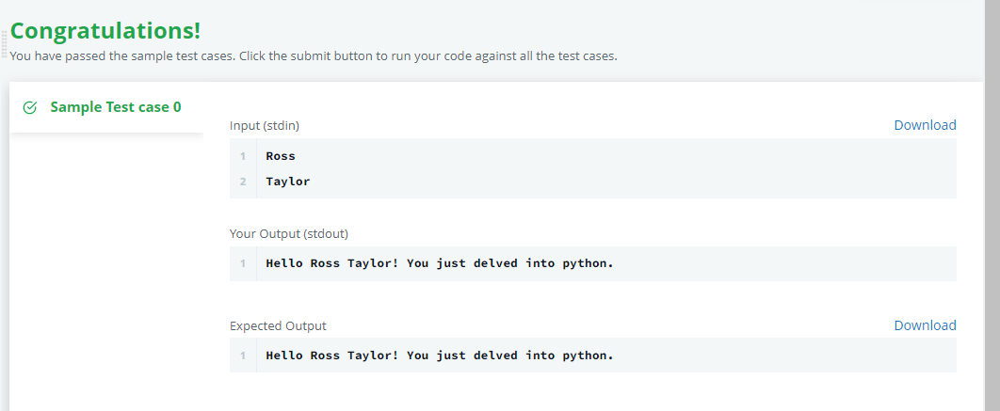 Congratulations!
You have passed the sample test cases. Click the submit button to run your code against all the test cases.
Sample Test case 0
Input (stdin)
Download
1 Ross
2 Taylor
Your Output (stdout)
1 Hello Ross Taylor! You just delved into python.
Expected Output
Download
1 Hello Ross Taylor! You just delved into python.